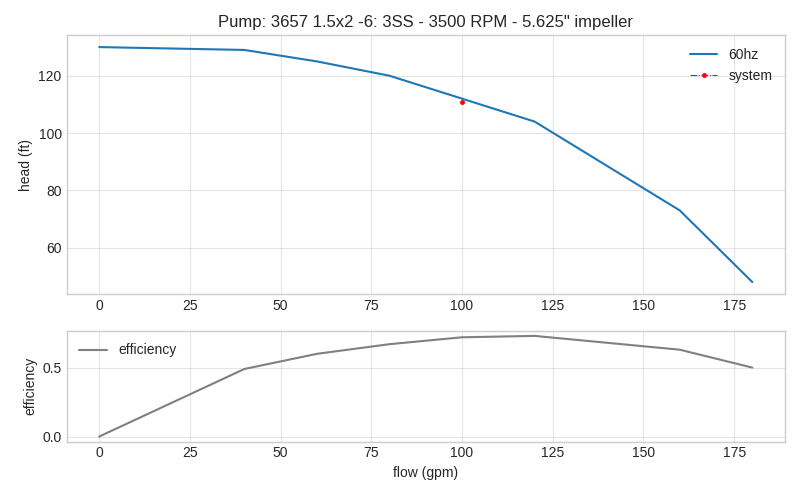 Pump: 3657 1.5x2 -6: 3SS - 3500 RPM - 5.625" impeller
60hz
system
head (ft)
120
100
80
60
0 25 50 75 100 125 150 175
efficiency
efficiency
0.5
0.0
0 25 50 75 100 125 150 175
flow (gpm)